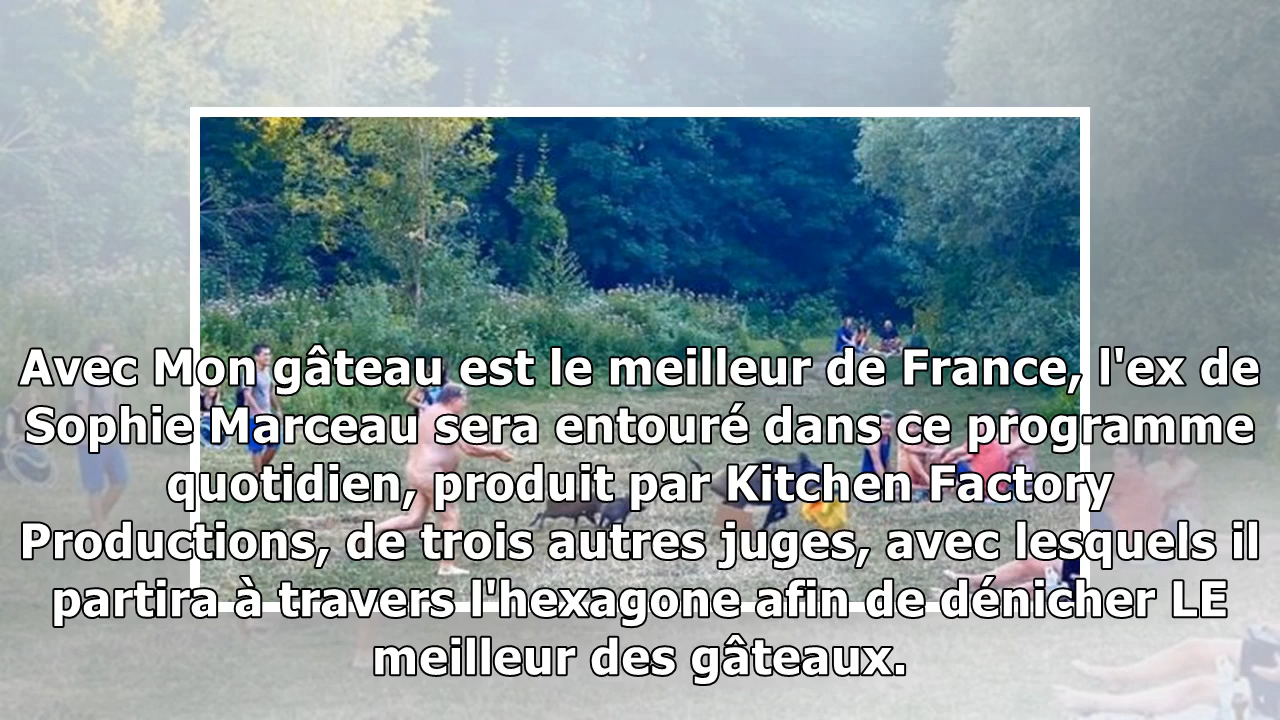 Avec Mon gâteau est le meilleur de France, l'ex de
Sophie Marceau sera entouré dans ce programme
quotidien, produit par Kitchen Factory
Productions, de trois autres juges, avec lesquels il
partira à travers l'hexagone afin de dénicher LE
meilleur des gâteaux.